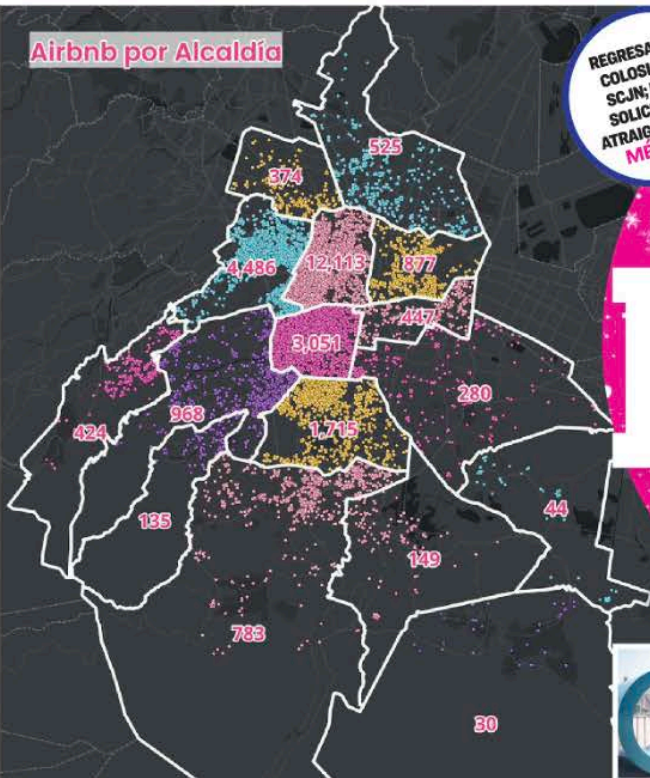 Airbnb por Alcaldía
REGRESA
COLOSI
SCJN;
SOLIC
ATRAIG
MÉ
525
374
4,486
12,113
877
447
3,051
280
968
424
1,715
44
135
149
783
30